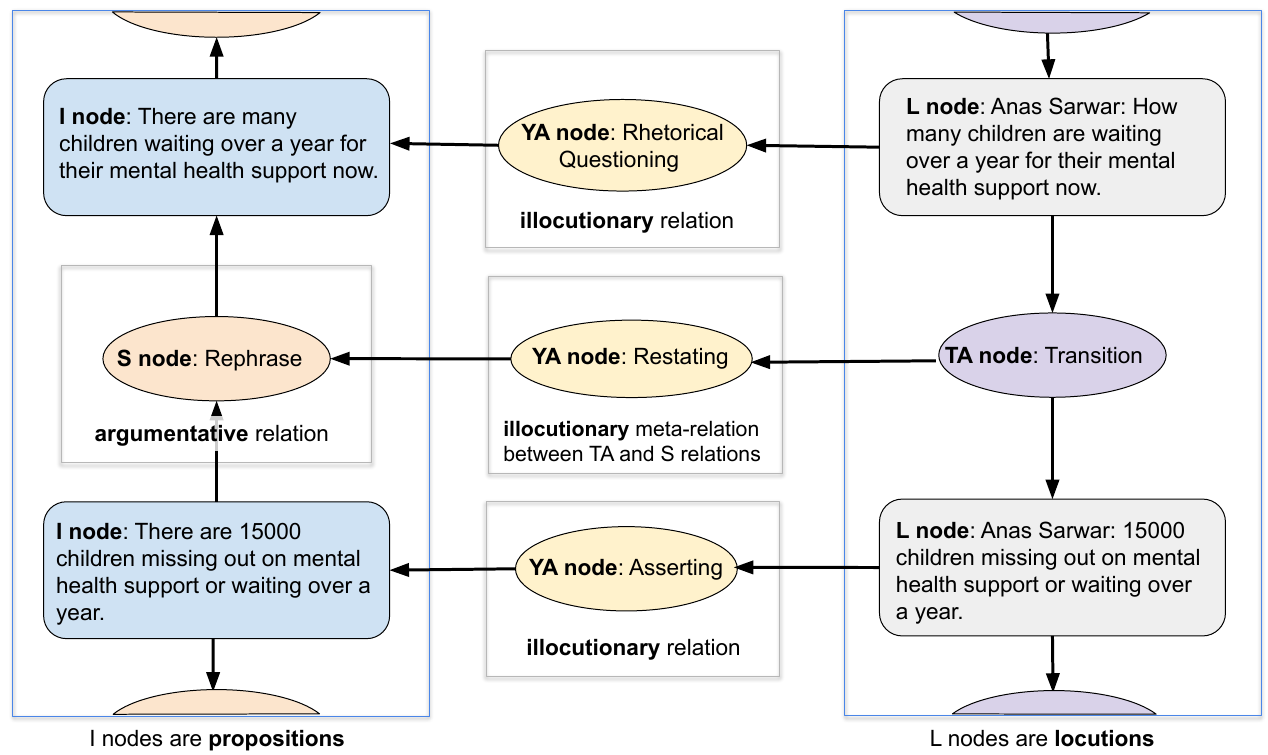 I node: There are many
children waiting over a year for
their mental health support now.
YA node: Rhetorical
Questioning
illocutionary relation
L node: Anas Sarwar: How
many children are waiting
over a year for their mental
health support now.
S node: Rephrase
argumentative relation
YA node: Restating
illocutionary meta-relation
between TA and S relations
TA node: Transition
I node: There are 15000
children missing out on mental
health support or waiting over a
year.
YA node: Asserting
illocutionary relation
L node: Anas Sarwar: 15000
children missing out on mental
health support or waiting over
a year.
I nodes are propositions
L nodes are locutions